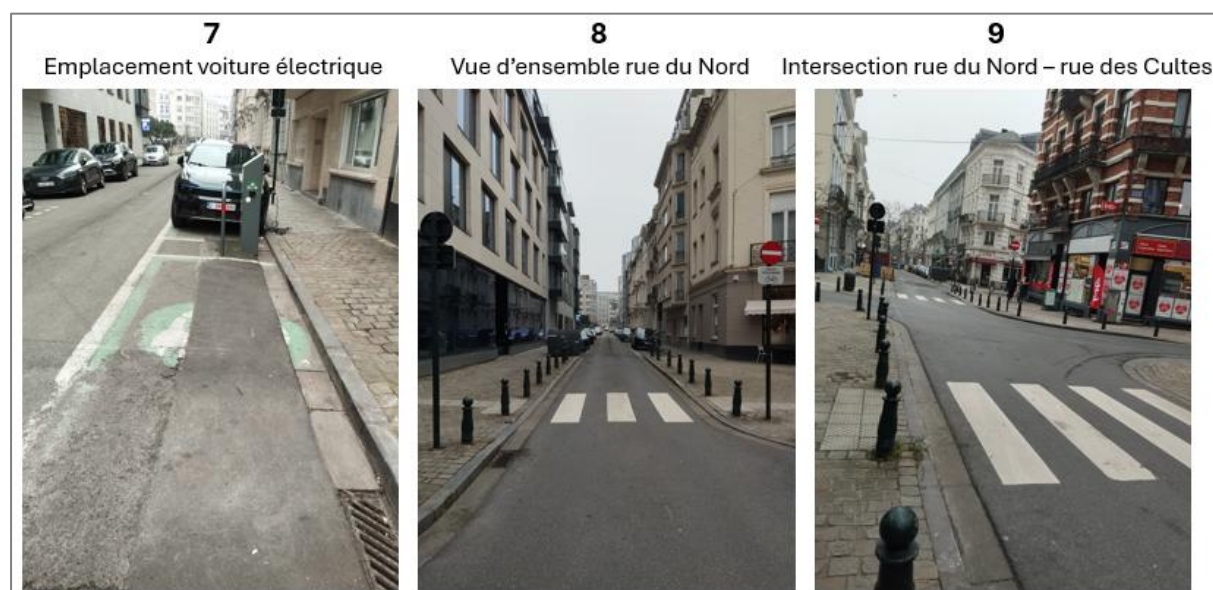 7
Emplacement voiture électrique
8
Vue d'ensemble rue du Nord
9
Intersection rue du Nord – rue des Cultes